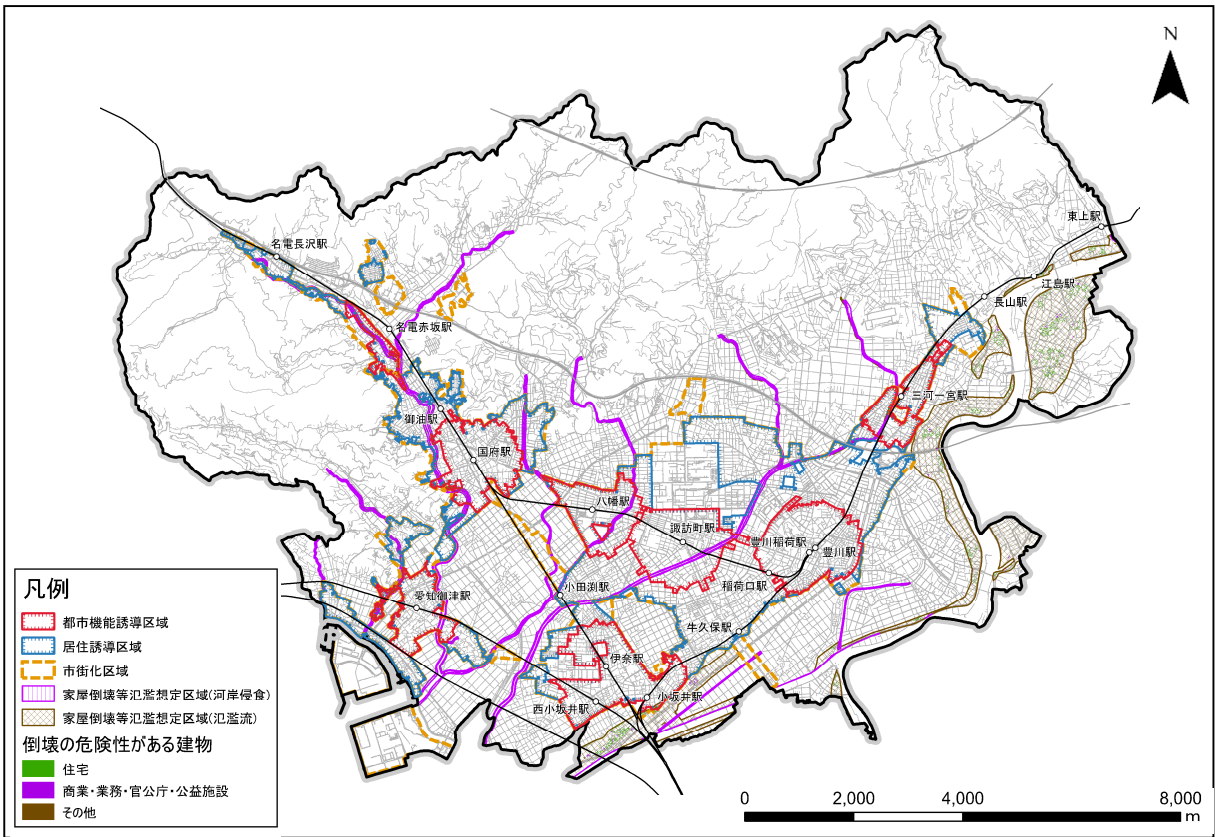 N
東上駅
名電長沢駅
江島駅
長山駅
名電赤坂駅
三河一宮駅
御油駅
国府駅
八幡駅
諏訪町駅
豊川稲荷駅
豊川駅
稲荷口駅
小田渕駅
愛知御津駅
牛久保駅
伊奈駅
小坂井駅
西小坂井駅
凡例
都市機能誘導区域
居住誘導区域
市街化区域
家屋倒壊等氾濫想定区域(河岸侵食)
家屋倒壊等氾濫想定区域(氾濫流)
倒壊の危険性がある建物
住宅
商業・業務・官公庁・公益施設
その他
0 2,000 4,000 8,000
m